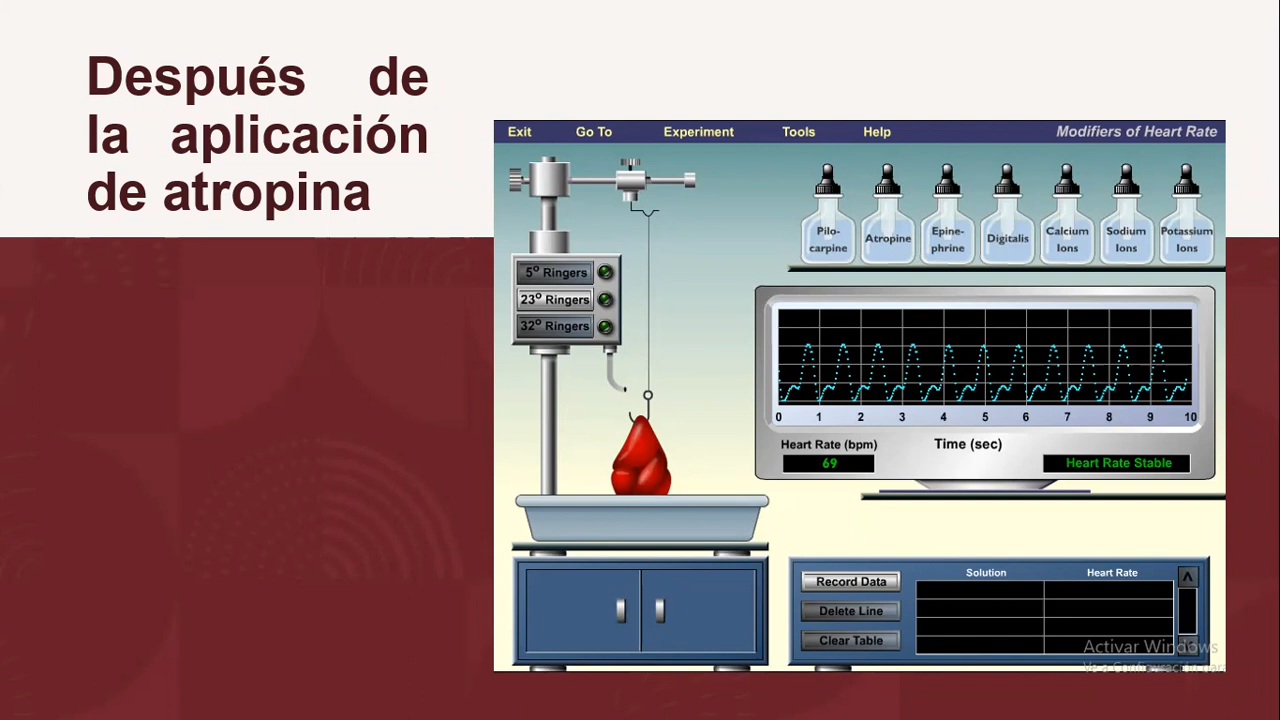 Después de
la aplicación
de atropina
Exit Go To Experiment Tools Help Modifiers of Heart Rate
Pilo-
carpine
Atropine
Epine-
phrine
Digitalis
Calcium
Ions
Sodium
Ions
Potassium
Ions
5° Ringers
23° Ringers
32° Ringers
0 1 2 3 4 5 6 7 8 9 10
Heart Rate (bpm) Time (sec)
69 Heart Rate Stable
Solution Heart Rate
Record Data
Delete Line
Clear Table
Activar Windows
Ve a Configuración para